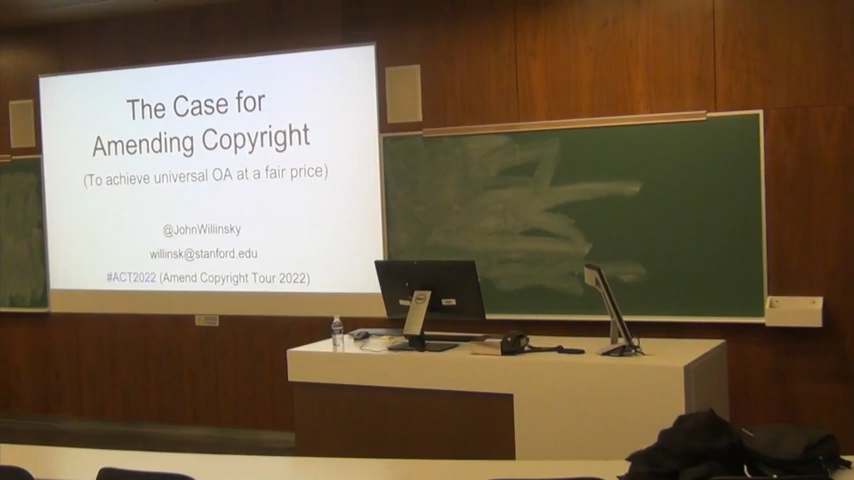 The Case for
Amending Copyright
(To achieve universal OA at a fair price)
@JohnWillinsky
willinsk@stanford.edu
#ACT2022 (Amend Copyright Tour 2022)
DELL